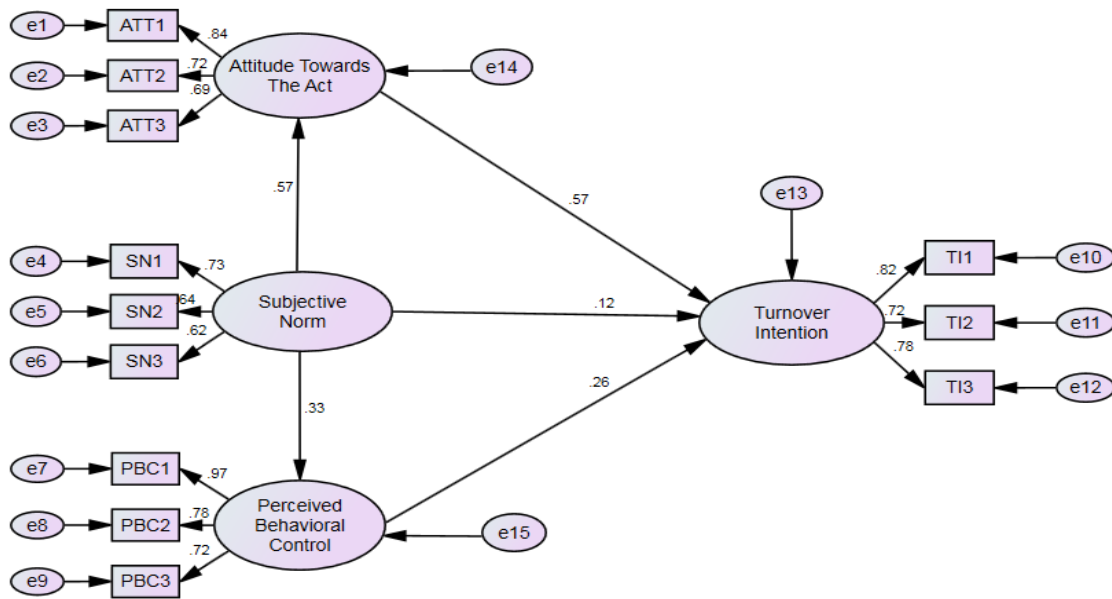 e1
ATT1
.84
e2
ATT2
.72
e3
ATT3
.69
Attitude Towards
The Act
e14
.57
.57
e13
e4
SN1
.73
e5
SN2
.64
e6
SN3
.62
Subjective
Norm
.12
Turnover
Intention
.82
TI1
e10
.72
TI2
e11
.78
TI3
e12
.33
.26
e7
PBC1
.97
e8
PBC2
.78
e9
PBC3
.72
Perceived
Behavioral
Control
e15